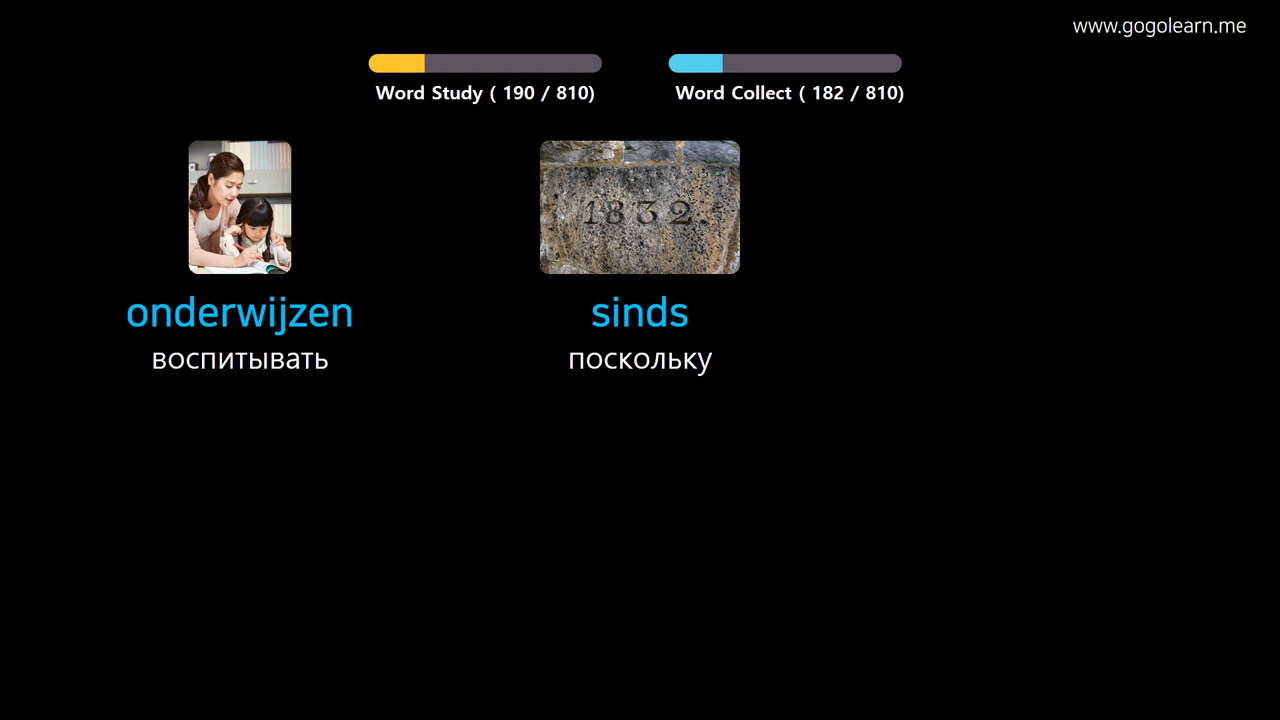 www.gogolearn.me
Word Study ( 190 / 810)
Word Collect ( 182 / 810)
1832.
onderwijzen
sinds
воспитывать
поскольку